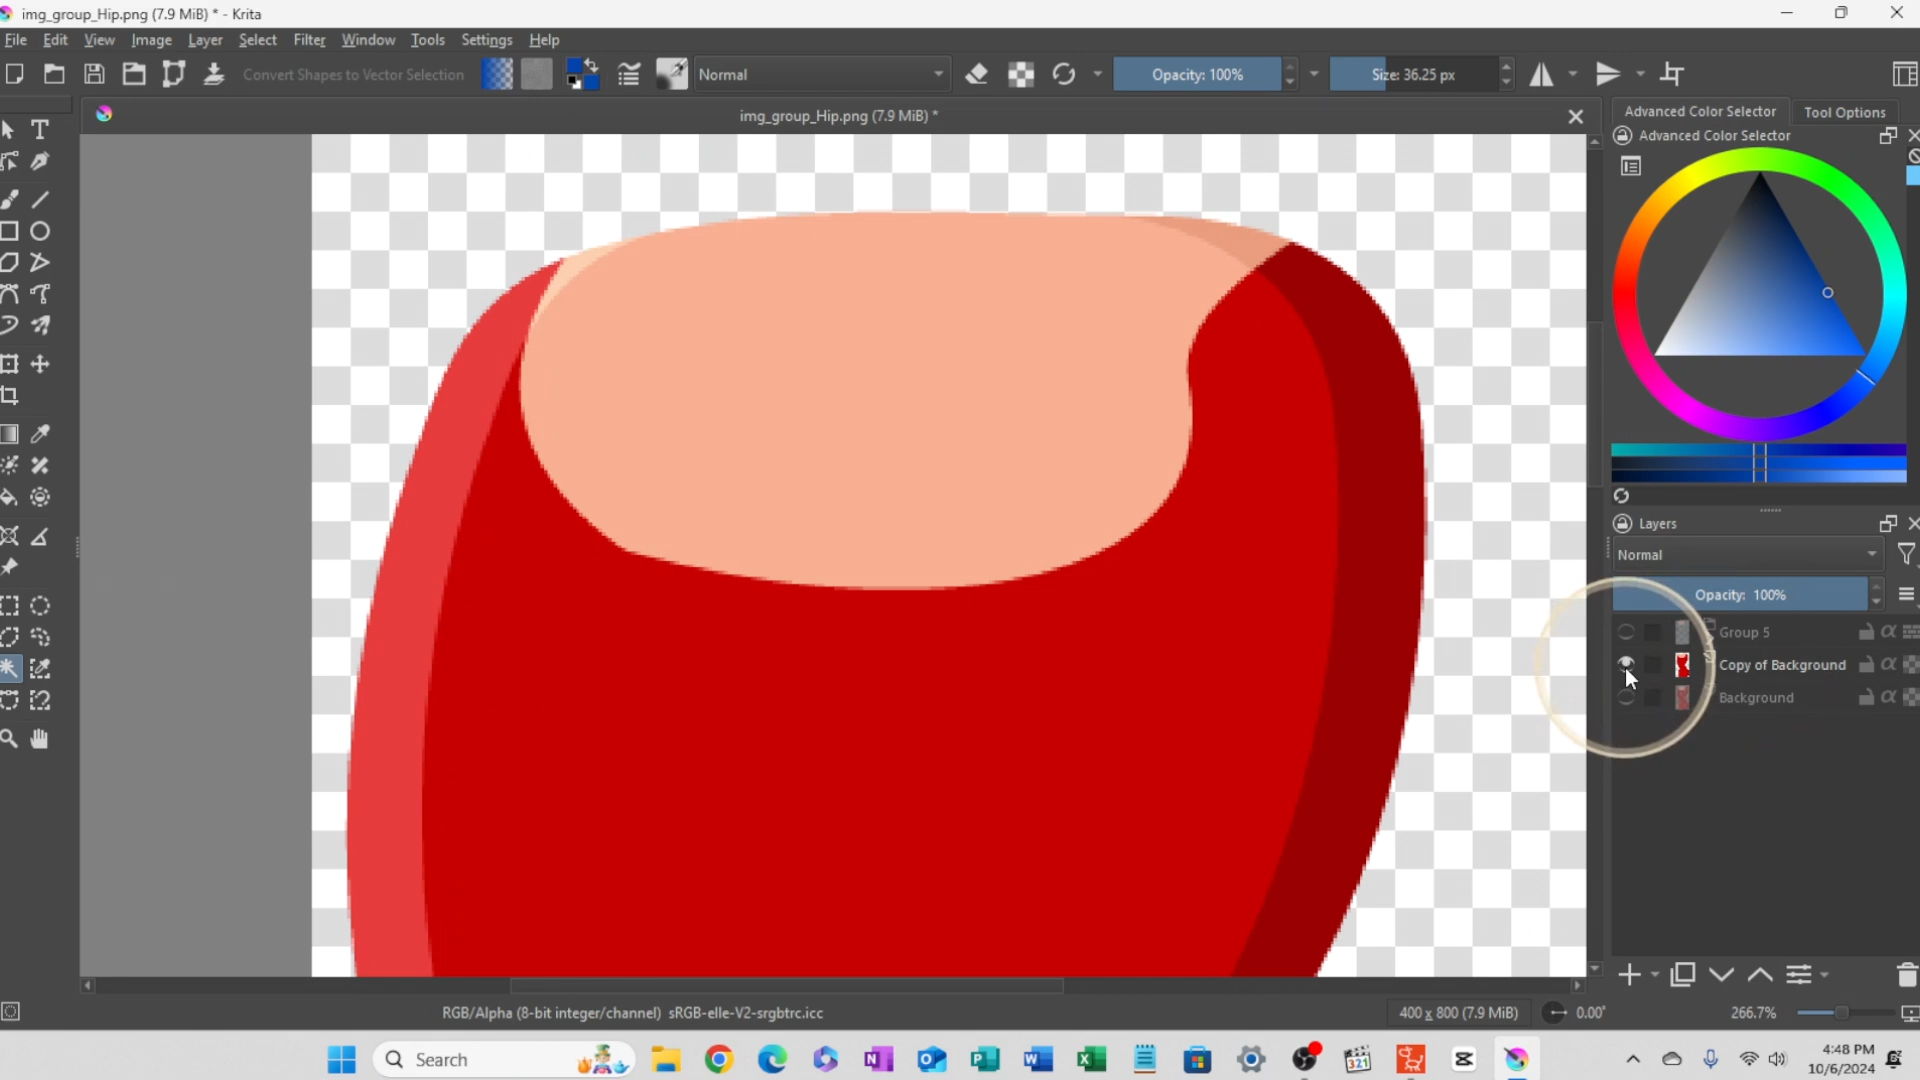 img_group_Hip.png (7.9 MiB) * - Krita
File Edit View Image Layer Select Filter Window Tools Settings Help
Convert Shapes to Vector Selection Normal Opacity: 100% Size: 36.25 px
img_group_Hip.png (7.9 MiB) *
Advanced Color Selector Tool Options
Advanced Color Selector
Layers
Normal
Opacity: 100%
Group 5
Copy of Background
Background
RGB/Alpha (8-bit integer/channel) sRGB-elle-V2-srgbtrc.icc 400 x 800 (7.9 MiB) 0.00° 266.7%
Search
4:48 PM
10/6/2024